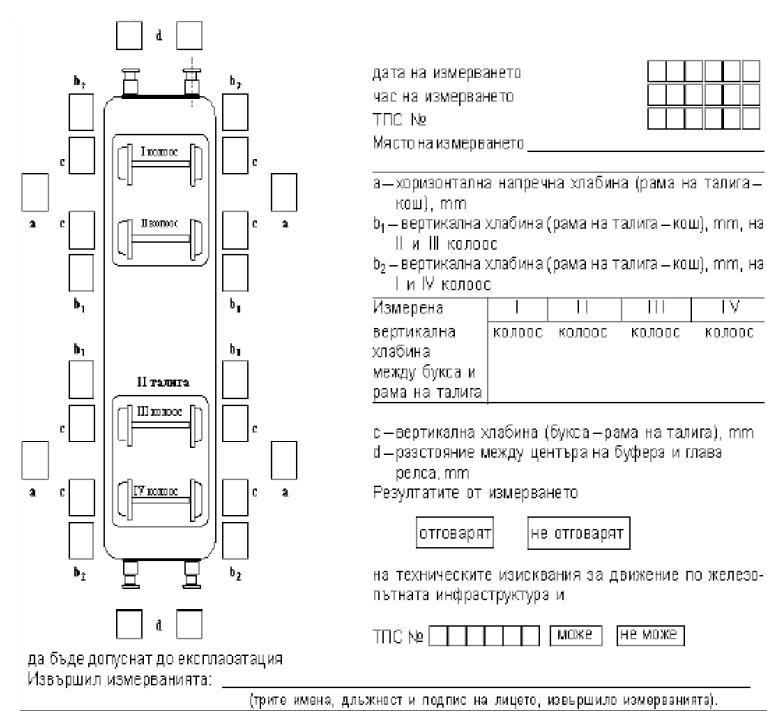 d
b₁ b₂
c c
I колоос
a a
c c
II колоос
b₁ b₁
b₁ b₁
II талига
c c
III колоос
a a
c c
IV колоос
b₂ b₂
d
дата на измерването
час на измерването
ТПС №
Място на измерването
a – хоризонтална напречна хлабина (рама на талига –
кош), mm
b₁ – вертикална хлабина (рама на талига – кош), mm, на
II и III колоос
b₂ – вертикална хлабина (рама на талига – кош), mm, на
I и IV колоос
Измерена I II III IV
вертикална колоос колоос колоос колоос
хлабина
между букса и
рама на талига
c – вертикална хлабина (букса – рама на талига), mm
d – разстояние между центъра на буфера и глава
релса, mm
Резултатите от измерването
отговарят не отговарят
на техническите изисквания за движение по железо-
пътната инфраструктура и
ТПС № може не може
да бъде допуснат до експлаоатация
Извършил измерванията:
(трите имена, длъжност и подпис на лицето, извършило измерванията).